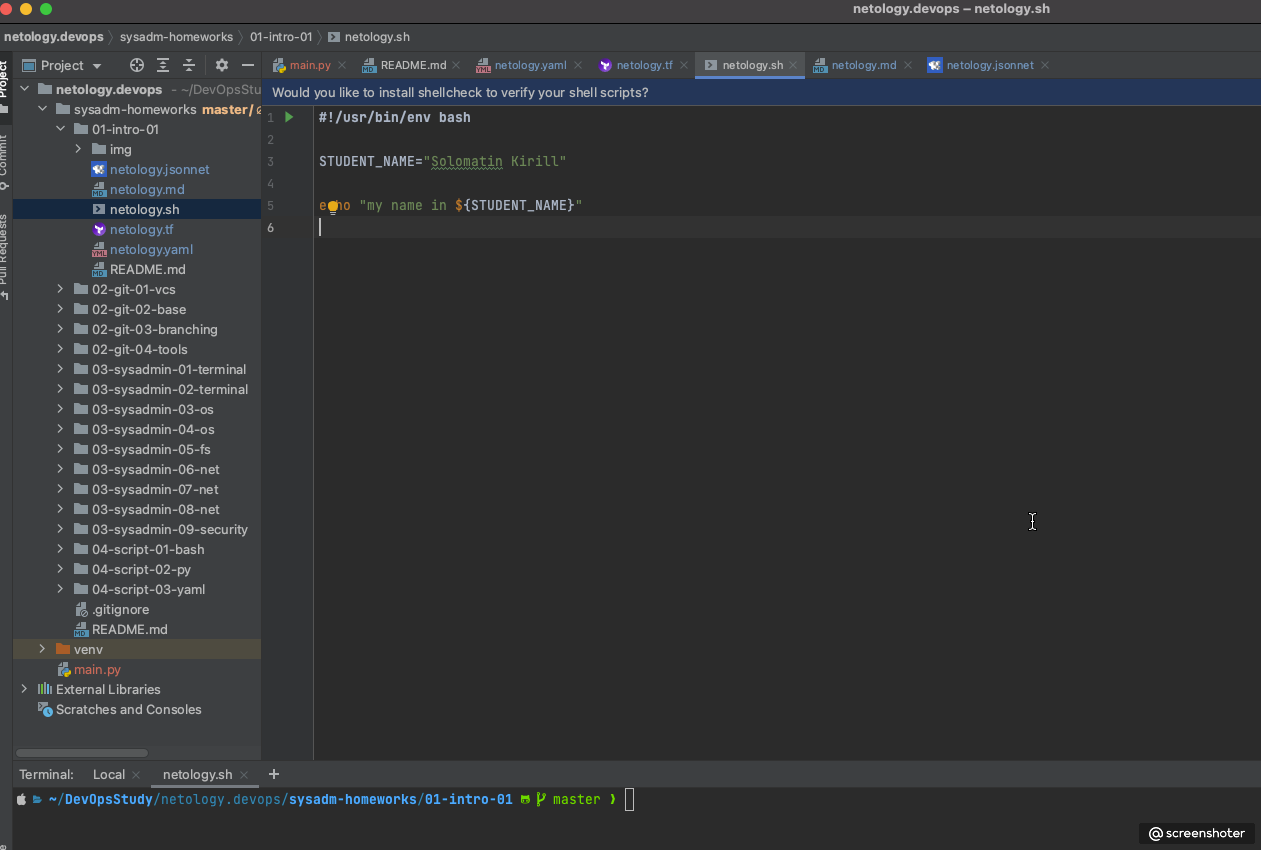 netology.devops – netology.sh
netology.devops sysadm-homeworks 01-intro-01 netology.sh
Project
Commit
Pull Requests
Project
main.py README.md netology.yaml netology.tf netology.sh netology.md netology.jsonnet
Would you like to install shellcheck to verify your shell scripts?
netology.devops - ~/DevOpsStu
sysadm-homeworks master /
01-intro-01
img
netology.jsonnet
netology.md
netology.sh
netology.tf
netology.yaml
README.md
02-git-01-vcs
02-git-02-base
02-git-03-branching
02-git-04-tools
03-sysadmin-01-terminal
03-sysadmin-02-terminal
03-sysadmin-03-os
03-sysadmin-04-os
03-sysadmin-05-fs
03-sysadmin-06-net
03-sysadmin-07-net
03-sysadmin-08-net
03-sysadmin-09-security
04-script-01-bash
04-script-02-py
04-script-03-yaml
.gitignore
README.md
venv
main.py
External Libraries
Scratches and Consoles
1 #!/usr/bin/env bash
2
3 STUDENT_NAME="Solomatin Kirill"
4
5 echo "my name in ${STUDENT_NAME}"
6
Terminal: Local netology.sh +
~/DevOpsStudy/netology.devops/sysadm-homeworks/01-intro-01 master ❯
@screenshoter